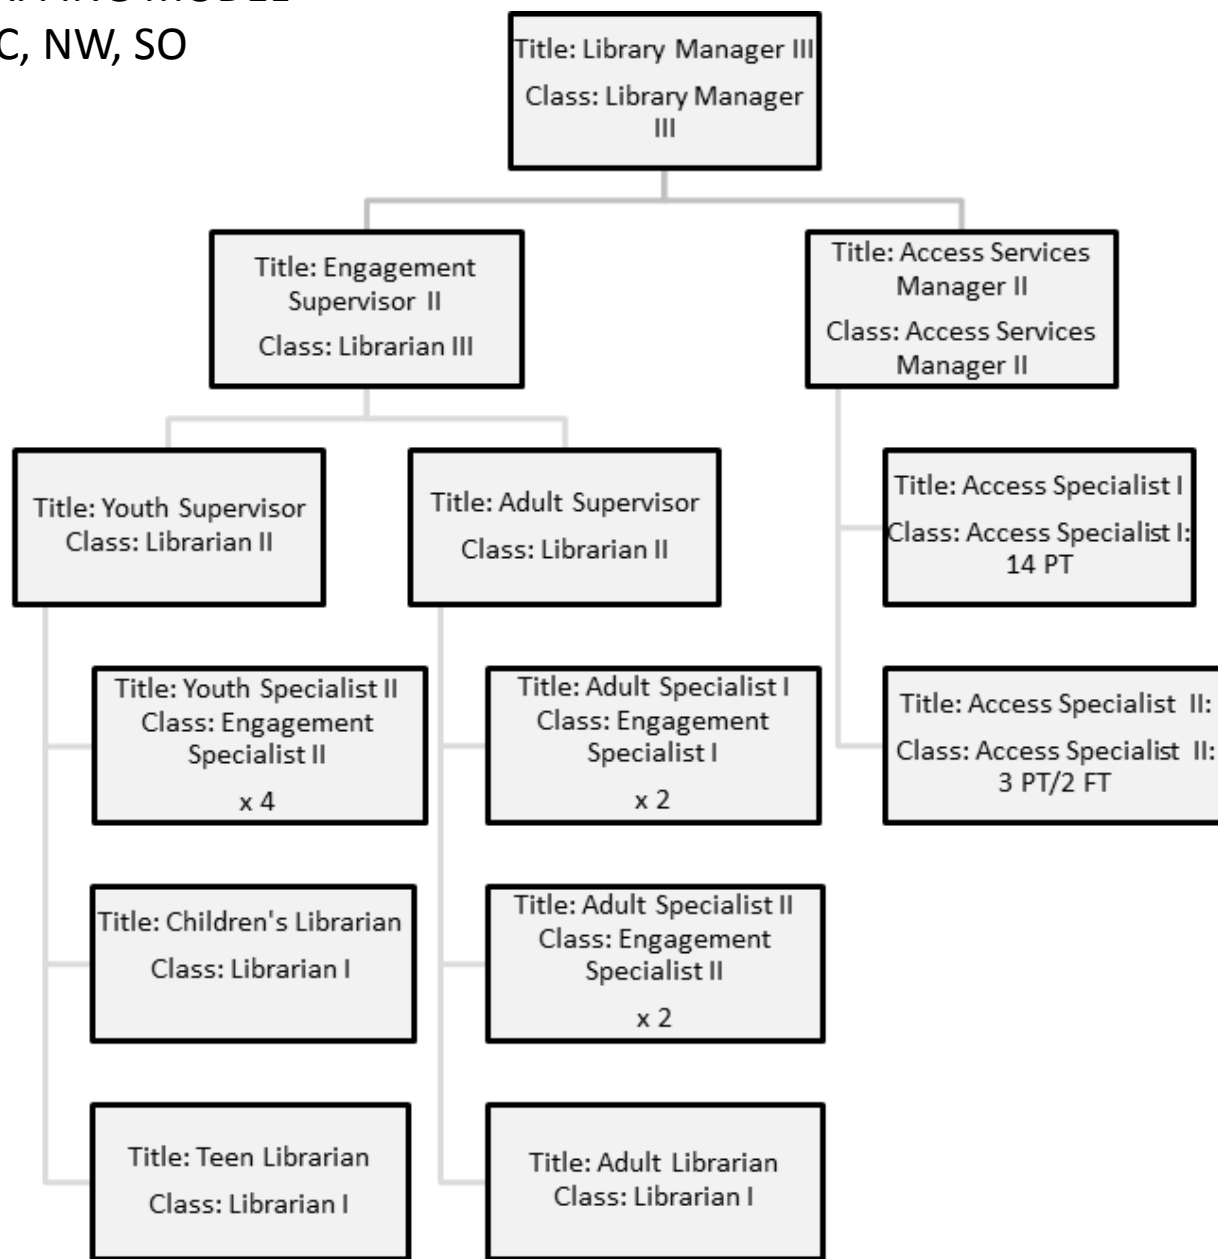 C, NW, SO
Title: Library Manager III
Class: Library Manager
III
Title: Engagement
Supervisor II
Class: Librarian III
Title: Access Services
Manager II
Class: Access Services
Manager II
Title: Youth Supervisor
Class: Librarian II
Title: Adult Supervisor
Class: Librarian II
Title: Access Specialist I
Class: Access Specialist I:
14 PT
Title: Youth Specialist II
Class: Engagement
Specialist II
x 4
Title: Adult Specialist I
Class: Engagement
Specialist I
x 2
Title: Access Specialist II:
Class: Access Specialist II:
3 PT/2 FT
Title: Children's Librarian
Class: Librarian I
Title: Adult Specialist II
Class: Engagement
Specialist II
x 2
Title: Teen Librarian
Class: Librarian I
Title: Adult Librarian
Class: Librarian I